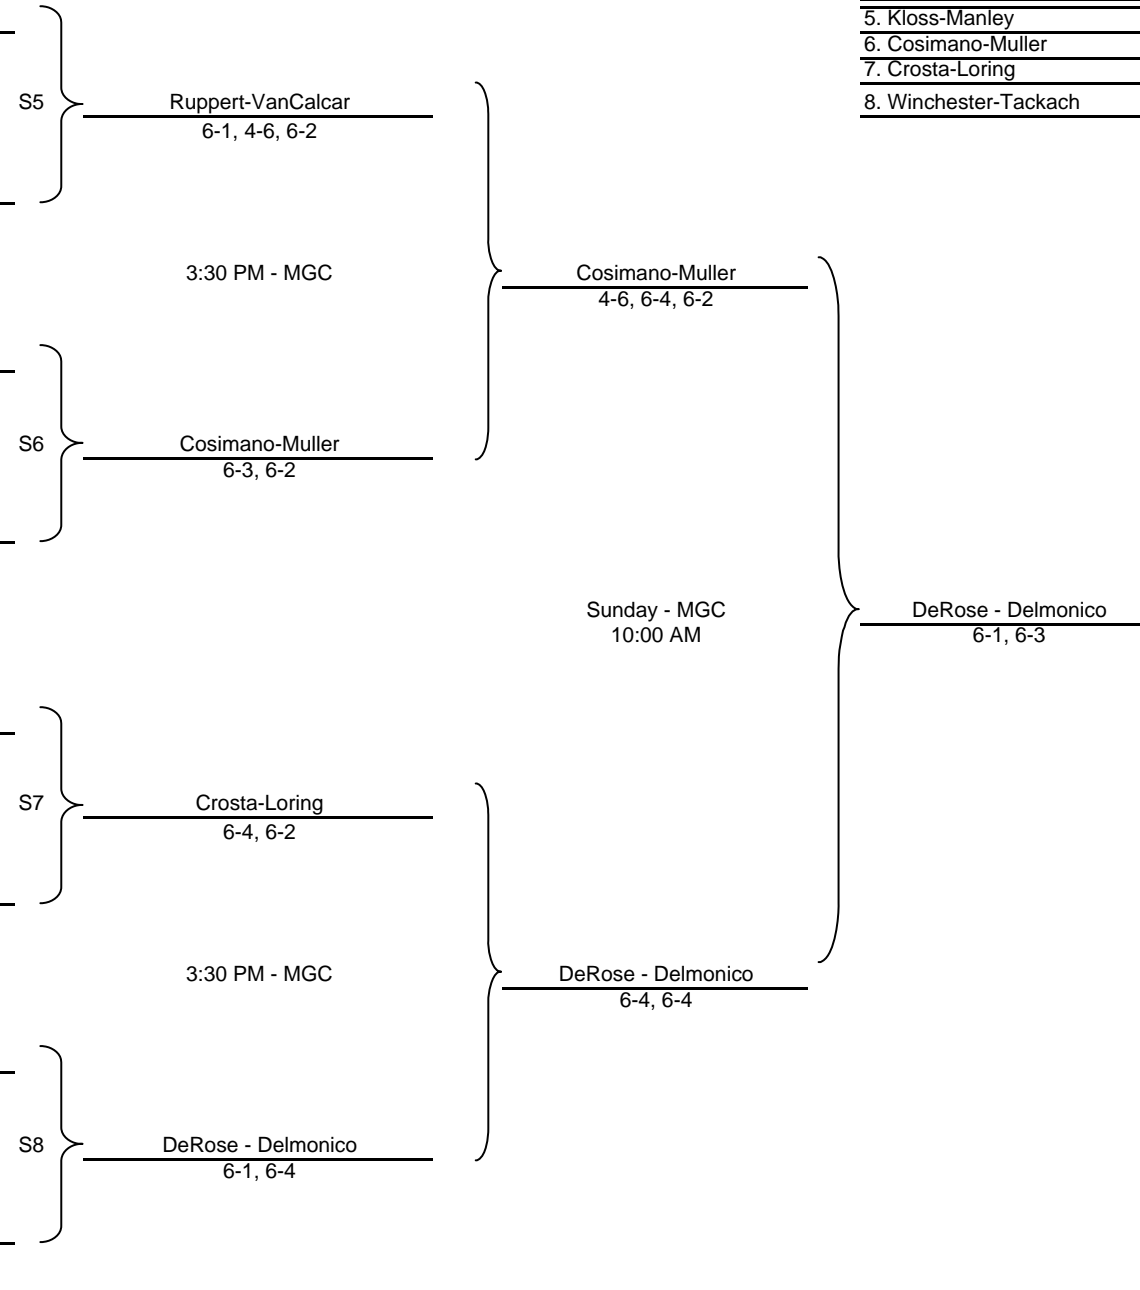 5. Kloss-Manley
6. Cosimano-Muller
7. Crosta-Loring
8. Winchester-Tackach
S5
Ruppert-VanCalcar
6-1, 4-6, 6-2
3:30 PM - MGC
Cosimano-Muller
4-6, 6-4, 6-2
S6
Cosimano-Muller
6-3, 6-2
Sunday - MGC
10:00 AM
DeRose - Delmonico
6-1, 6-3
S7
Crosta-Loring
6-4, 6-2
3:30 PM - MGC
DeRose - Delmonico
6-4, 6-4
S8
DeRose - Delmonico
6-1, 6-4